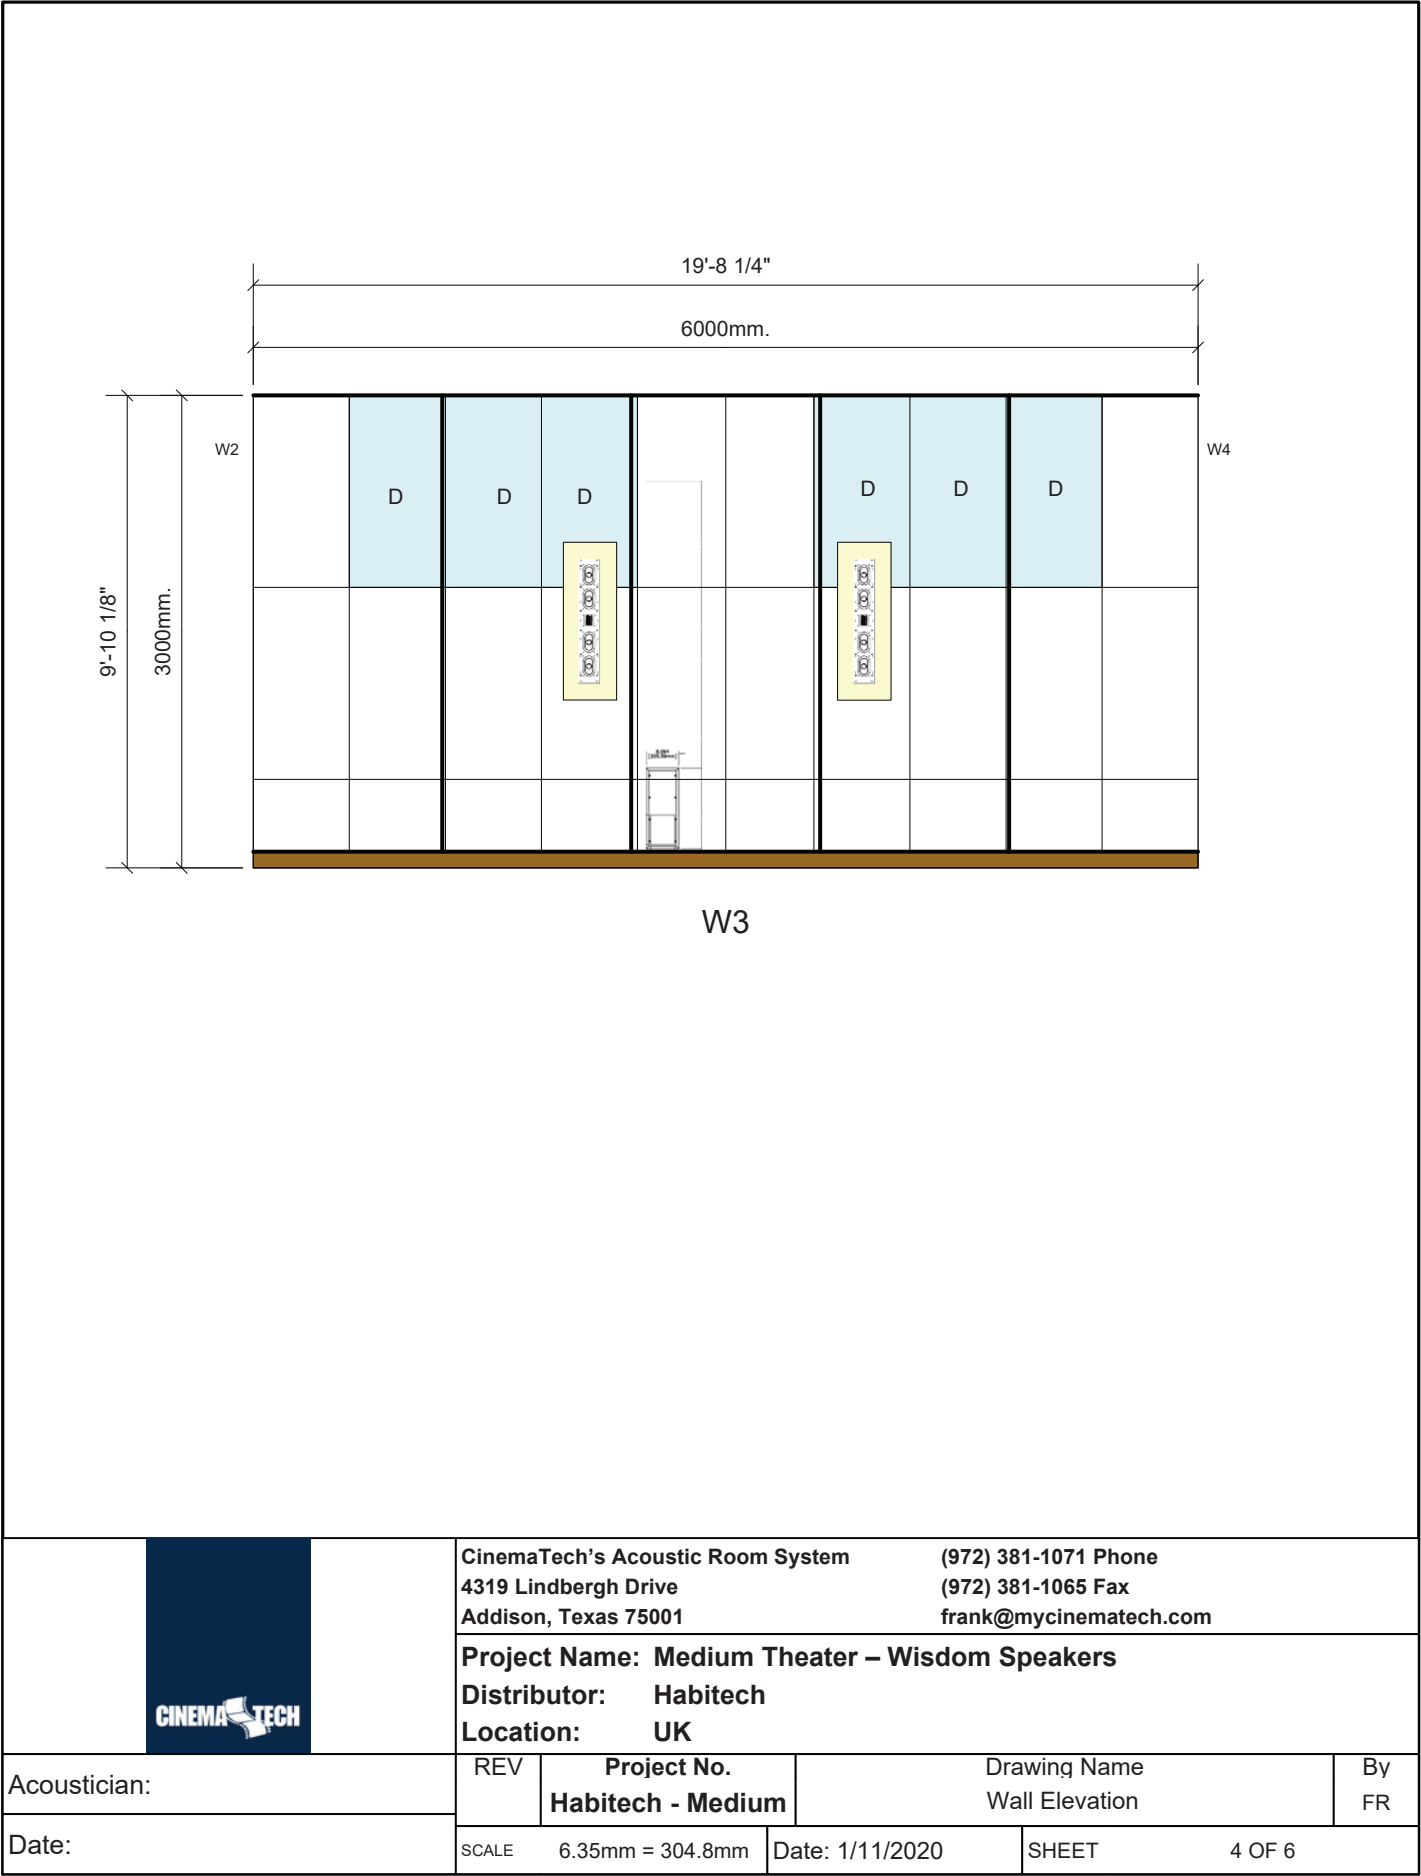 19'-8 1/4"
6000mm.
W2
W4
D D D D D D
9'-10 1/8"
3000mm.
W3
CinemaTech’s Acoustic Room System (972) 381-1071 Phone
4319 Lindbergh Drive (972) 381-1065 Fax
Addison, Texas 75001 frank@mycinematech.com
Project Name: Medium Theater – Wisdom Speakers
Distributor: Habitech
Location: UK
CINEMA TECH
Acoustician:
Date:
REV Project No. Drawing Name By
Habitech - Medium Wall Elevation FR
SCALE 6.35mm = 304.8mm Date: 1/11/2020 SHEET 4 OF 6